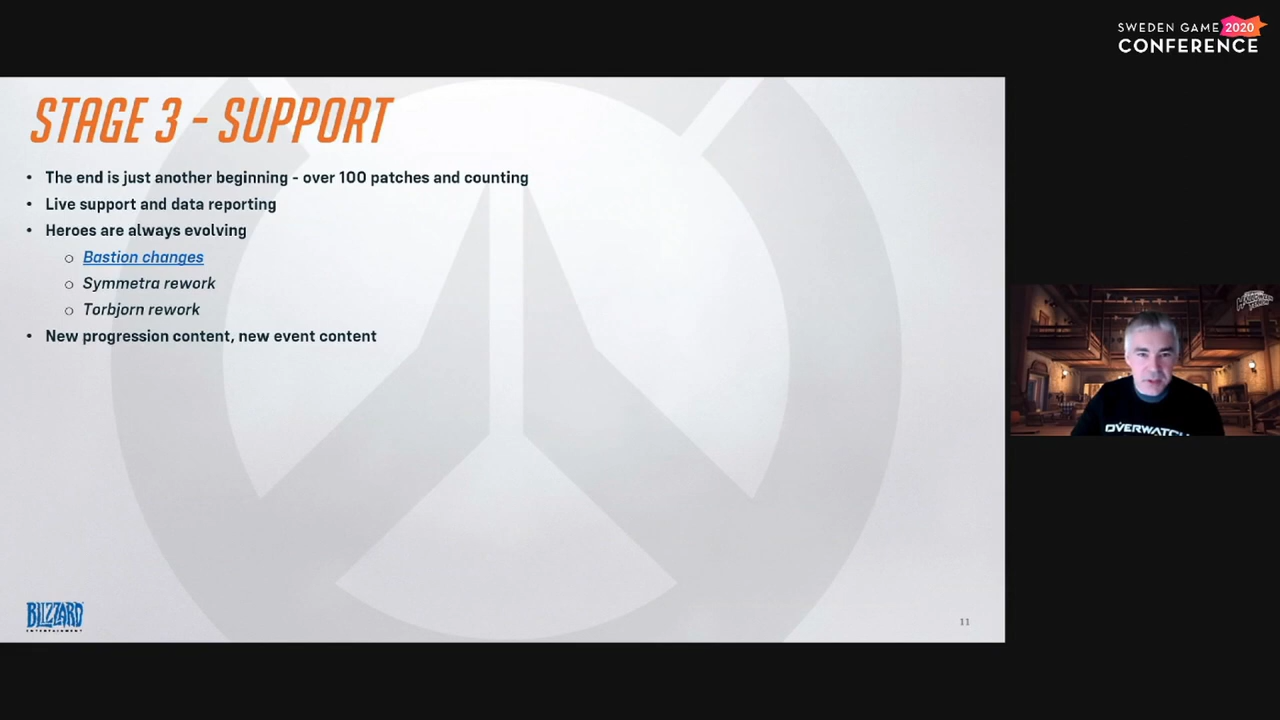 SWEDEN GAME 2020
CONFERENCE
STAGE 3 - SUPPORT
• The end is just another beginning - over 100 patches and counting
• Live support and data reporting
• Heroes are always evolving
○ Bastion changes
○ Symmetra rework
○ Torbjorn rework
• New progression content, new event content
OVERWATCH
BLIZZARD
ENTERTAINMENT
11